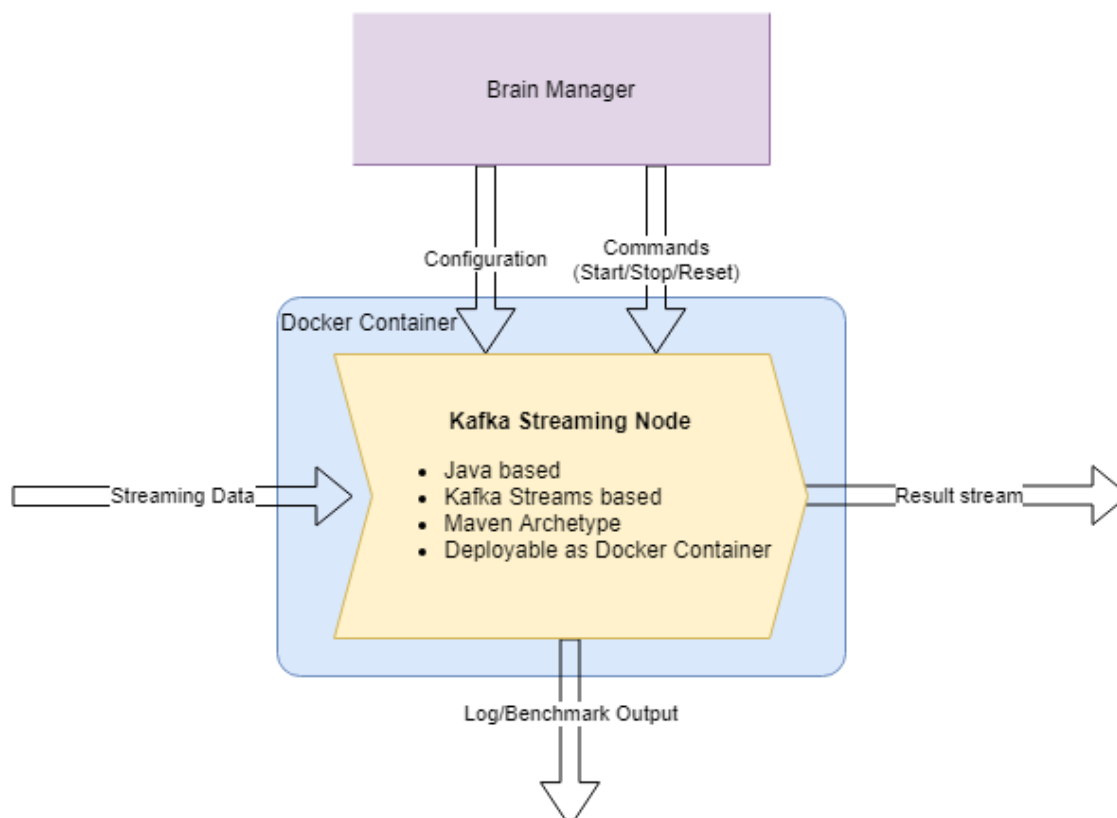 Brain Manager
Configuration
Commands
(Start/Stop/Reset)
Docker Container
Kafka Streaming Node
• Java based
• Kafka Streams based
• Maven Archetype
• Deployable as Docker Container
Streaming Data
Result stream
Log/Benchmark Output